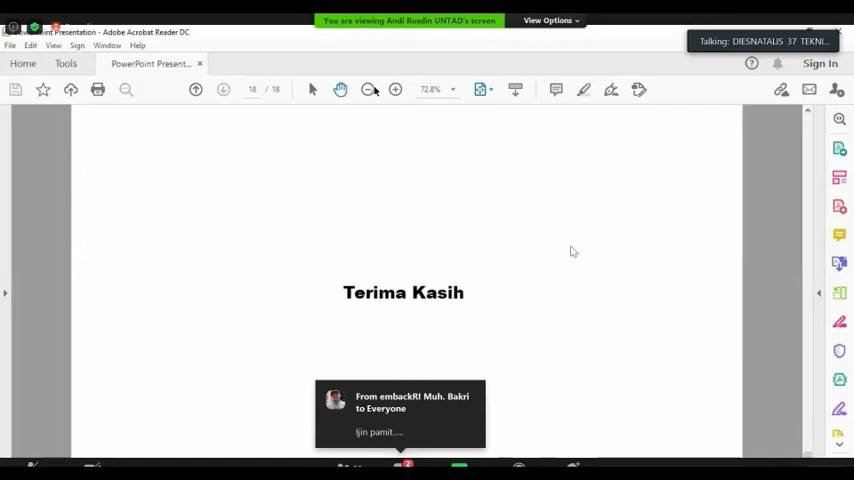 You are viewing Andi Rusdin UNTAD's screen
View Options
Presentation - Adobe Acrobat Reader DC
Talking: DIESNATALIS 37 TEKNI...
File Edit View Sign Window Help
Home Tools PowerPoint Present... Sign In
18 / 18 72.8%
Terima Kasih
From embackRI Muh. Bakri
to Everyone
Ijin pamit.....
2